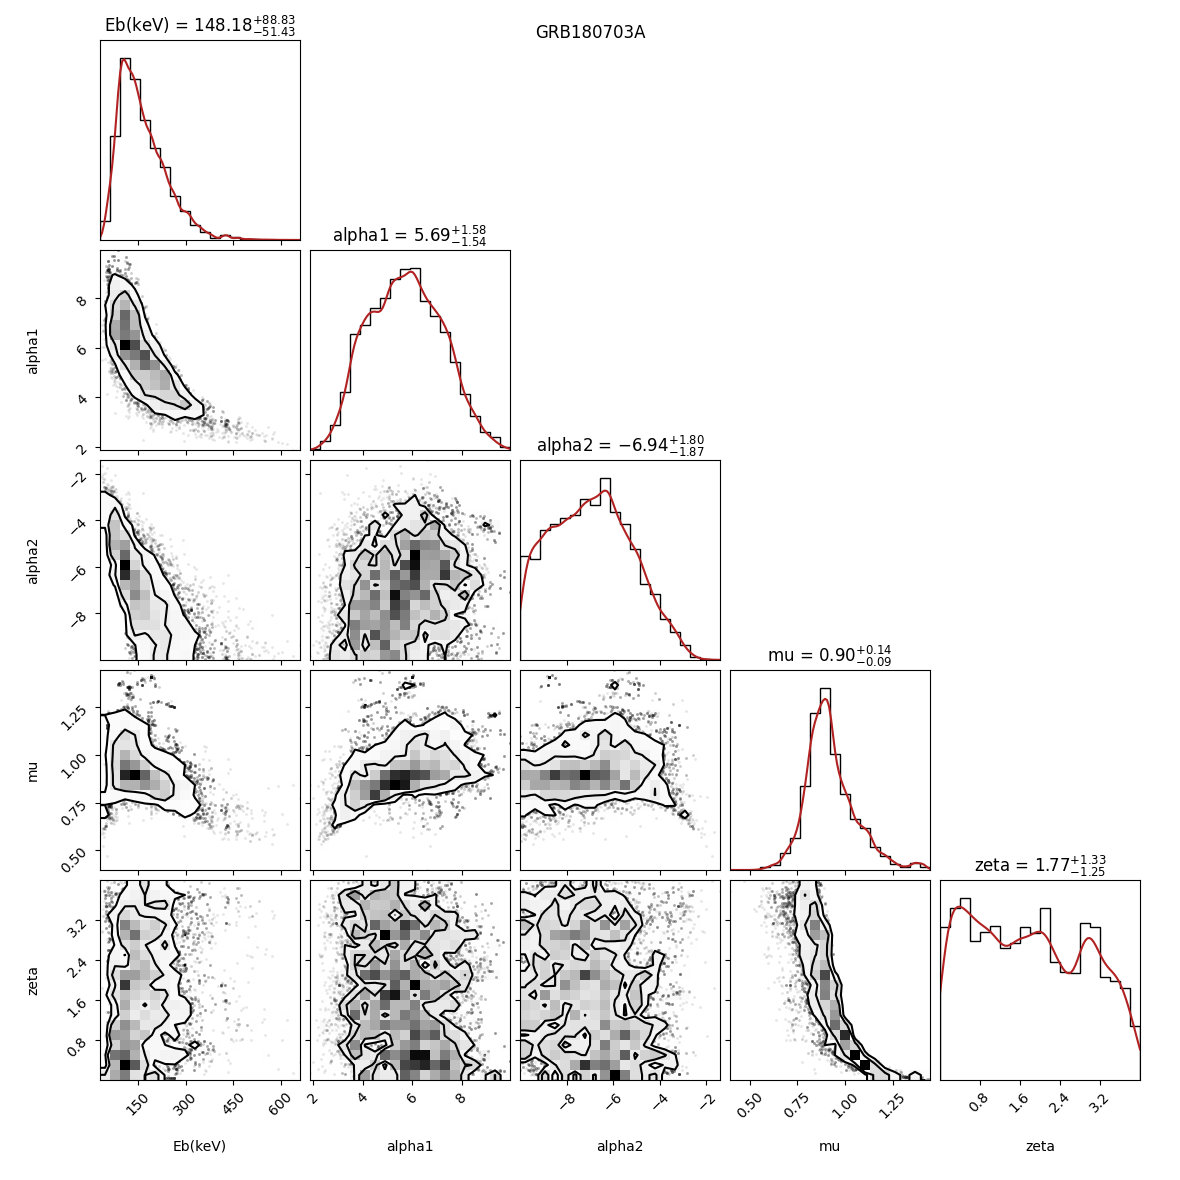 Eb(keV) = 148.18+88.83−51.43
GRB180703A
alpha1 = 5.69+1.58−1.54
8
6
4
2
alpha1
alpha2 = −6.94+1.80−1.87
−2
−4
−6
−8
alpha2
mu = 0.90+0.14−0.09
1.25
1.00
0.75
0.50
mu
zeta = 1.77+1.33−1.25
3.2
2.4
1.6
0.8
zeta
150 300 450 600
2 4 6 8
−8 −6 −4 −2
0.50 0.75 1.00 1.25
0.8 1.6 2.4 3.2
Eb(keV) alpha1 alpha2 mu zeta